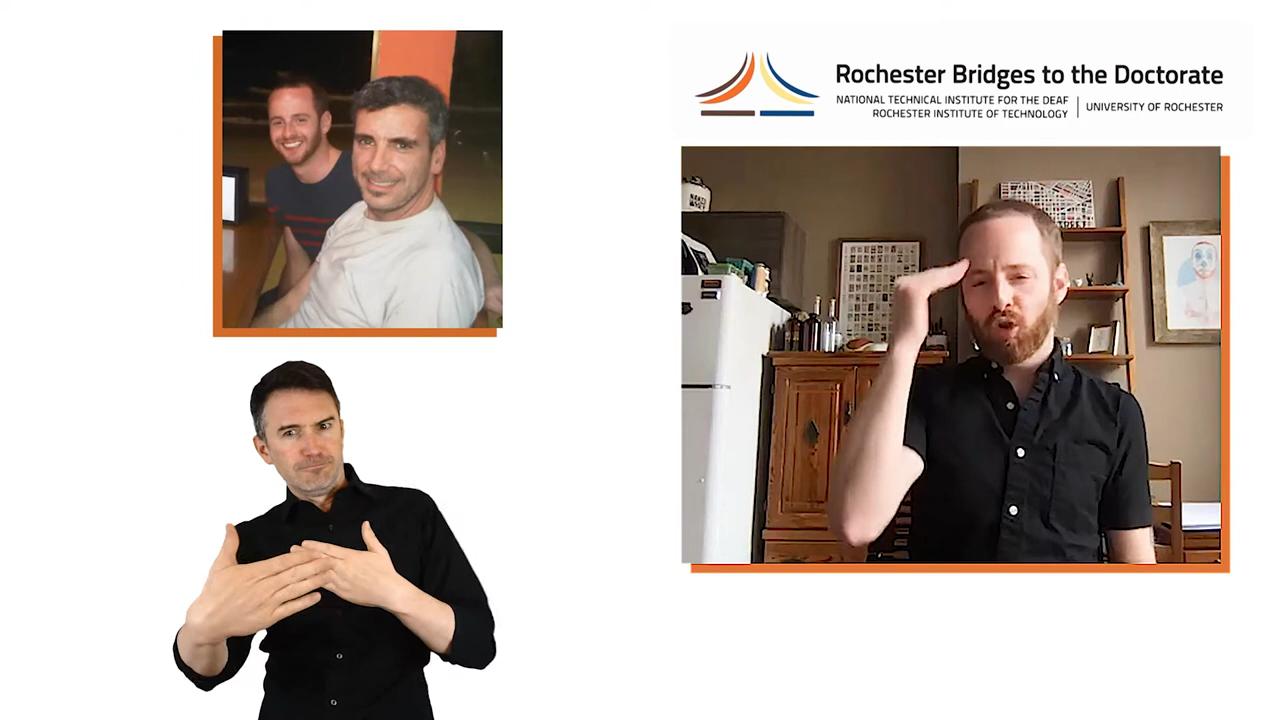 Rochester Bridges to the Doctorate
NATIONAL TECHNICAL INSTITUTE FOR THE DEAF
ROCHESTER INSTITUTE OF TECHNOLOGY
UNIVERSITY OF ROCHESTER